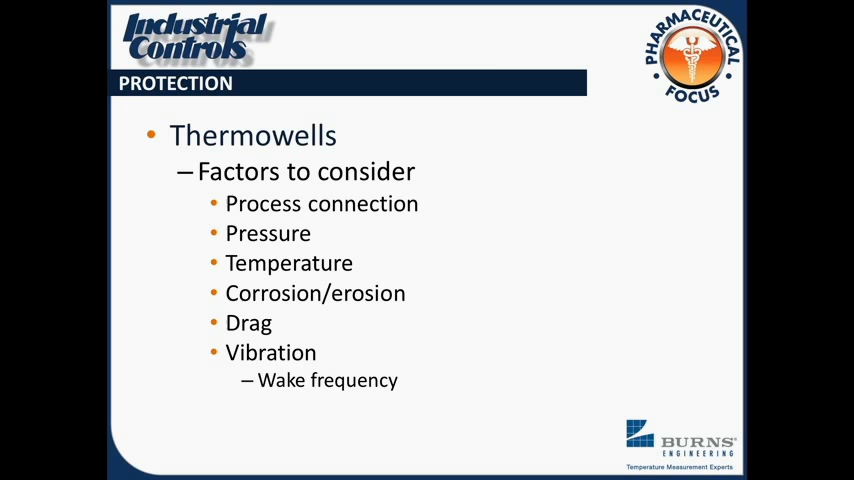 Industrial
Controls
PHARMACEUTICAL
FOCUS
PROTECTION
• Thermowells
– Factors to consider
• Process connection
• Pressure
• Temperature
• Corrosion/erosion
• Drag
• Vibration
– Wake frequency
BURNS®
ENGINEERING
Temperature Measurement Experts